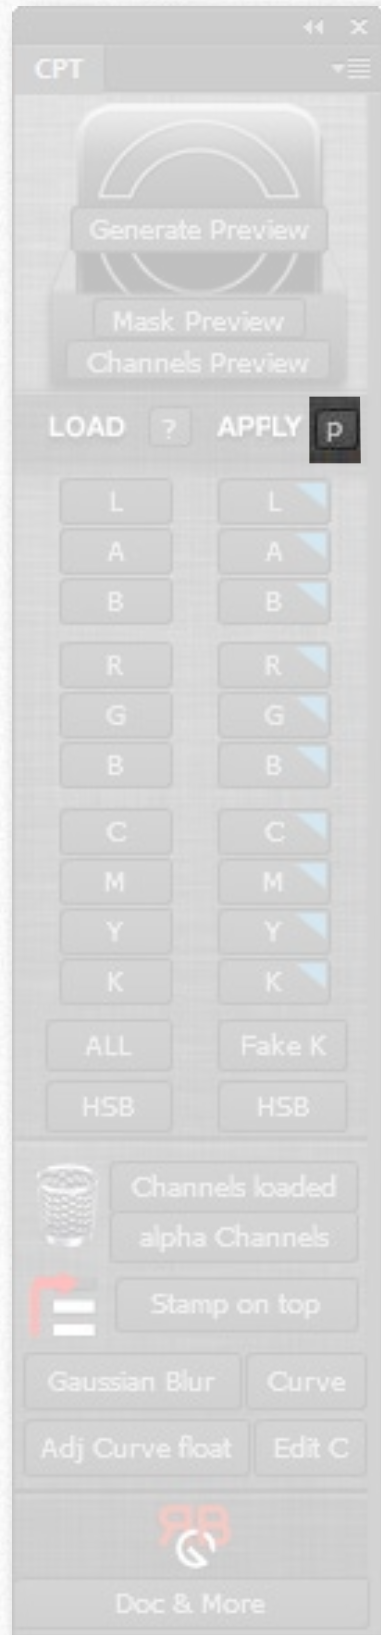 CPT
Generate Preview
Mask Preview
Channels Preview
LOAD ? APPLY p
L L
A A
B B
R R
G G
B B
C C
M M
Y Y
K K
ALL Fake K
HSB HSB
Channels loaded
alpha Channels
Stamp on top
Gaussian Blur Curve
Adj Curve float Edit C
RB
Doc & More